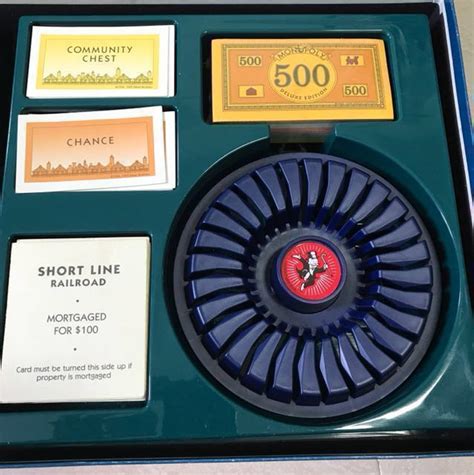 COMMUNITY
CHEST
500
MONOPOLY
500
DELUXE EDITION
500
CHANCE
SHORT LINE
RAILROAD
MORTGAGED
FOR $100
Card must be turned this side up if
property is mortgaged